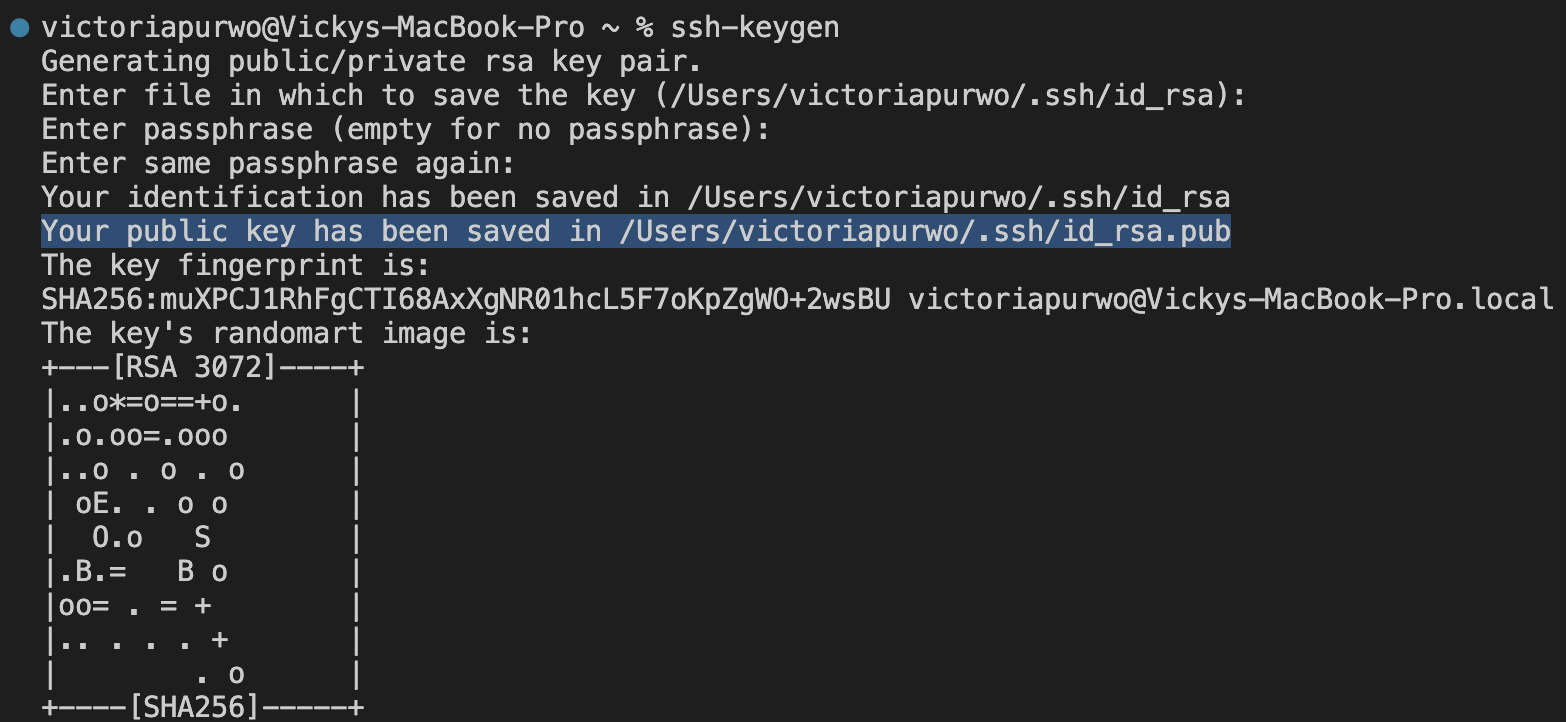 victoriapurwo@Vickys-MacBook-Pro ~ % ssh-keygen
Generating public/private rsa key pair.
Enter file in which to save the key (/Users/victoriapurwo/.ssh/id_rsa):
Enter passphrase (empty for no passphrase):
Enter same passphrase again:
Your identification has been saved in /Users/victoriapurwo/.ssh/id_rsa
Your public key has been saved in /Users/victoriapurwo/.ssh/id_rsa.pub
The key fingerprint is:
SHA256:muXPCJ1RhFgCTI68AxXgNR01hcL5F7oKpZgWO+2wsBU victoriapurwo@Vickys-MacBook-Pro.local
The key's randomart image is:
+---[RSA 3072]----+
|..o*=o==+o.      |
|.o.oo=.ooo       |
|..o . o . o      |
| oE. . o o       |
|  O.o   S        |
|.B.=   B o       |
|oo= . = +        |
|.. . . . +       |
|        . o      |
+----[SHA256]-----+